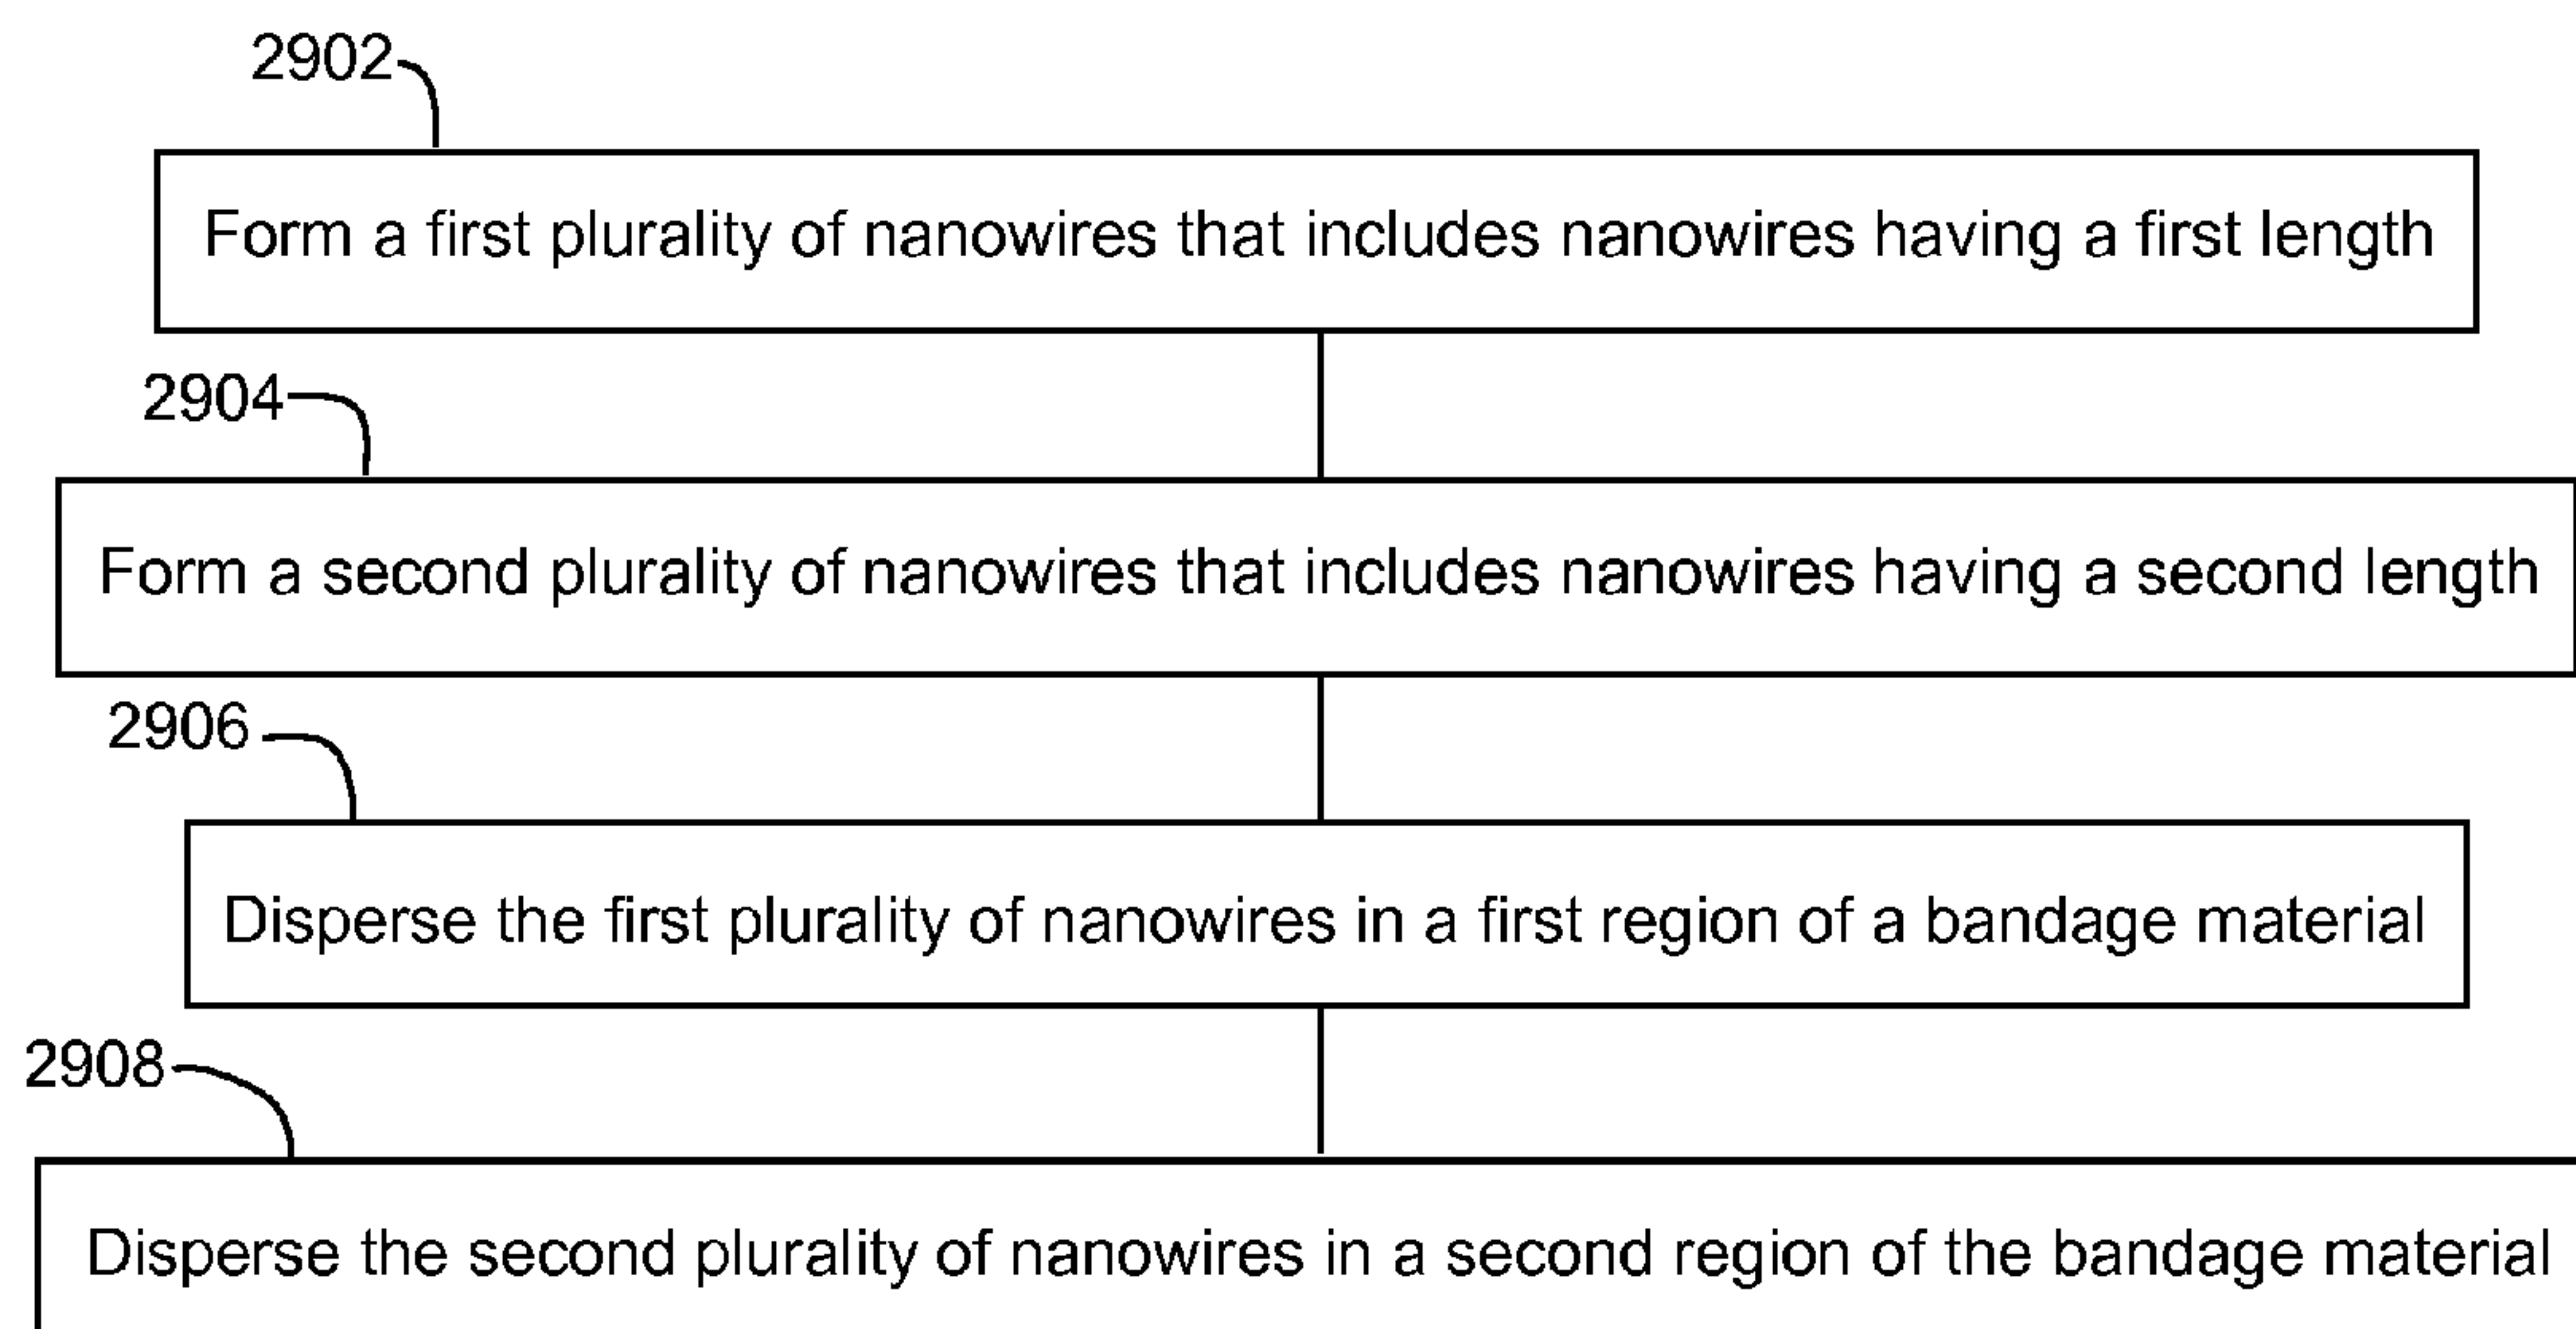 2902
Form a first plurality of nanowires that includes nanowires having a first length
2904
Form a second plurality of nanowires that includes nanowires having a second length
2906
Disperse the first plurality of nanowires in a first region of a bandage material
2908
Disperse the second plurality of nanowires in a second region of the bandage material